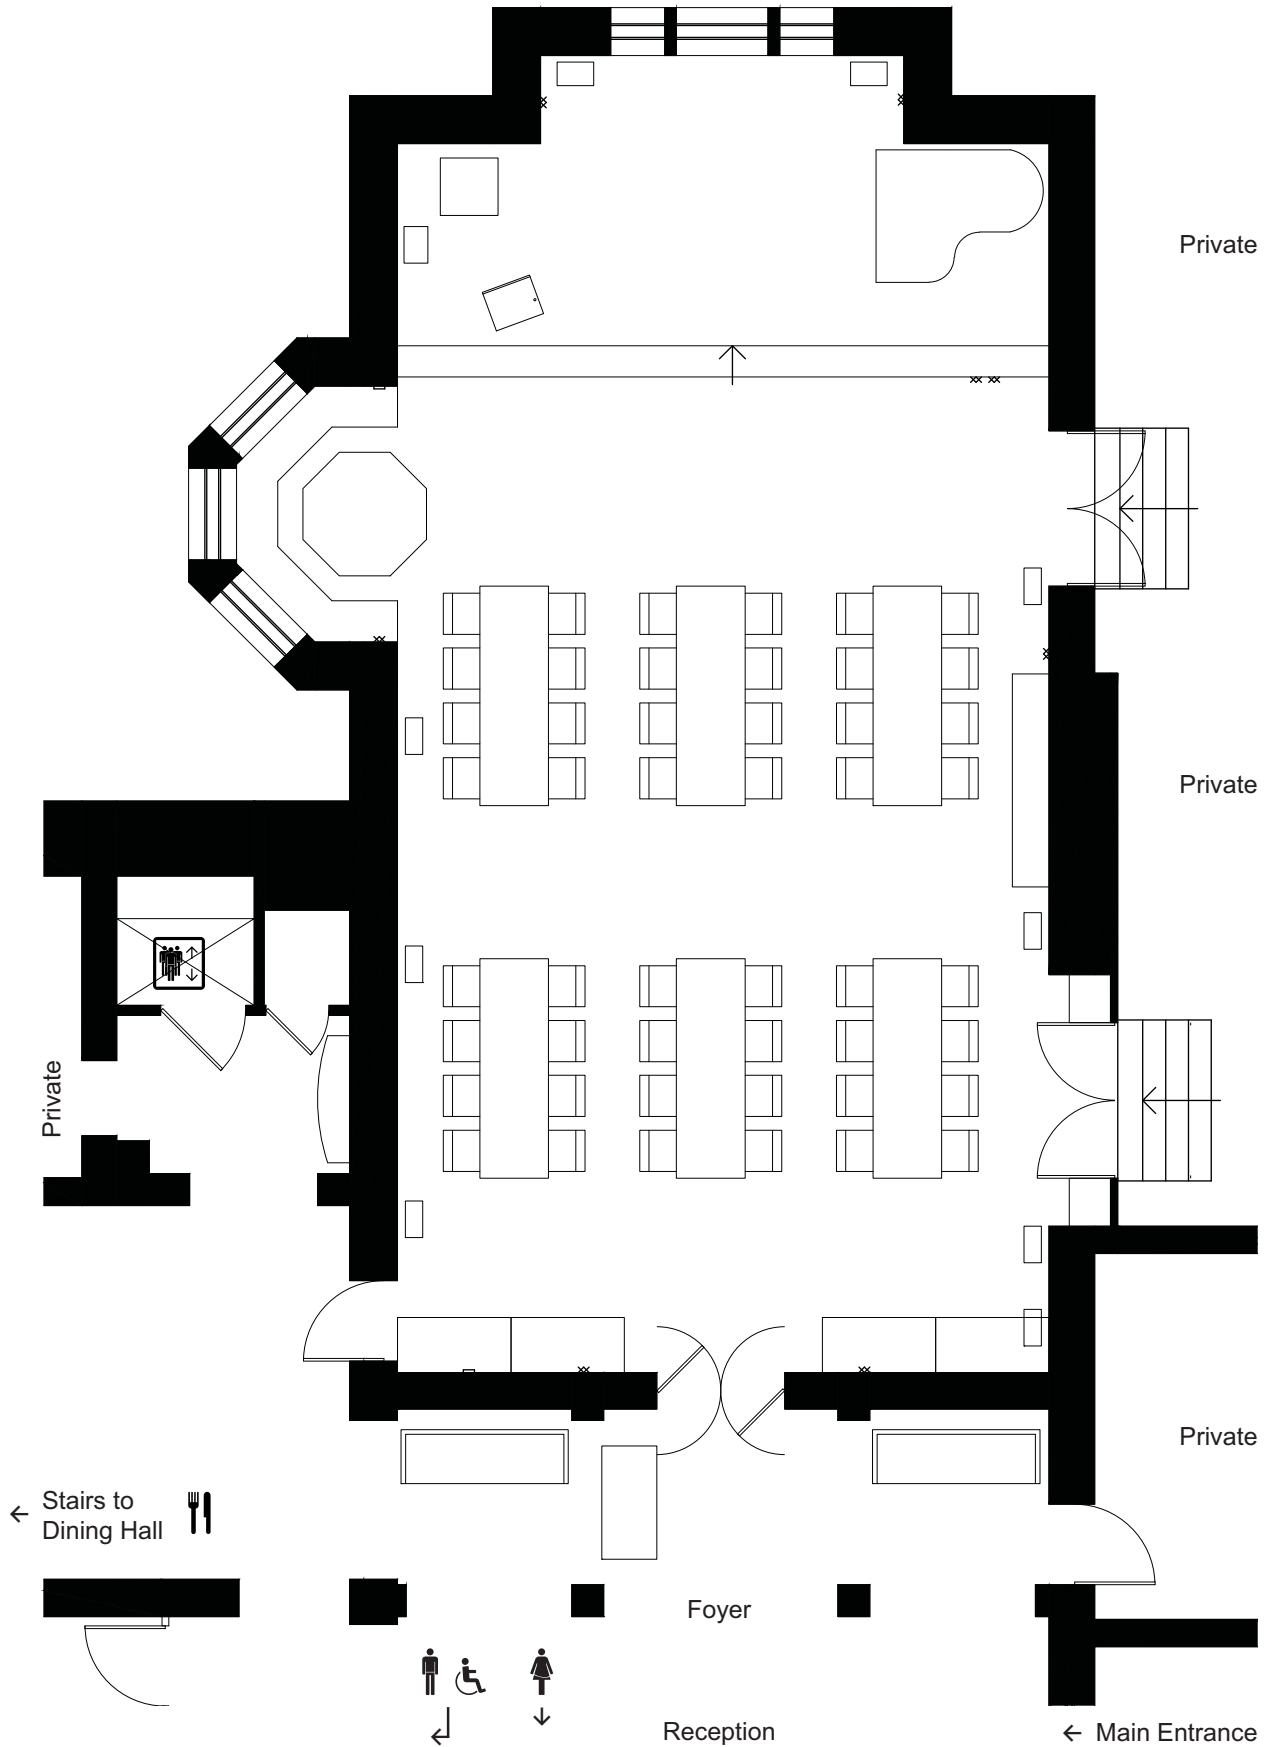 Private
Private
Private
Private
Stairs to
Dining Hall
Foyer
Reception
Main Entrance